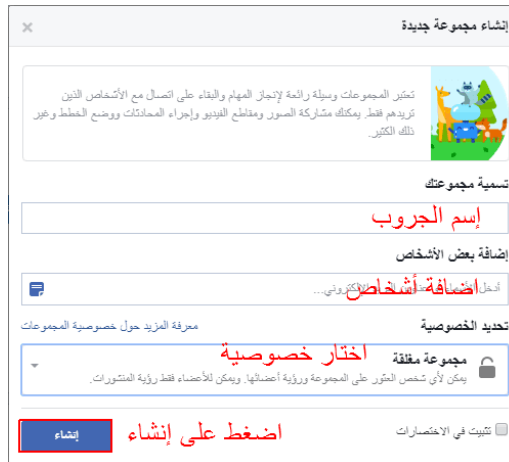 إنشاء مجموعة جديدة
تعتبر المجموعات وسيلة رائعة لإنجاز المهام والبقاء على اتصال مع الأشخاص الذين
تريدهم فقط. يمكنك مشاركة الصور ومقاطع الفيديو وإجراء المحادثات ووضع الخطط وغير
ذلك الكثير.
تسمية مجموعتك
إسم الجروب
إضافة بعض الأشخاص
أدخل
اضافة أشخاص
تحديد الخصوصية
معرفة المزيد حول خصوصية المجموعات
اختار خصوصية
مجموعة مغلقة
يمكن لأي شخص العثور على المجموعة ورؤية أعضائها. ويمكن للأعضاء فقط رؤية المنشورات.
تثبيت في الاختصارات
اضغط على إنشاء
إنشاء